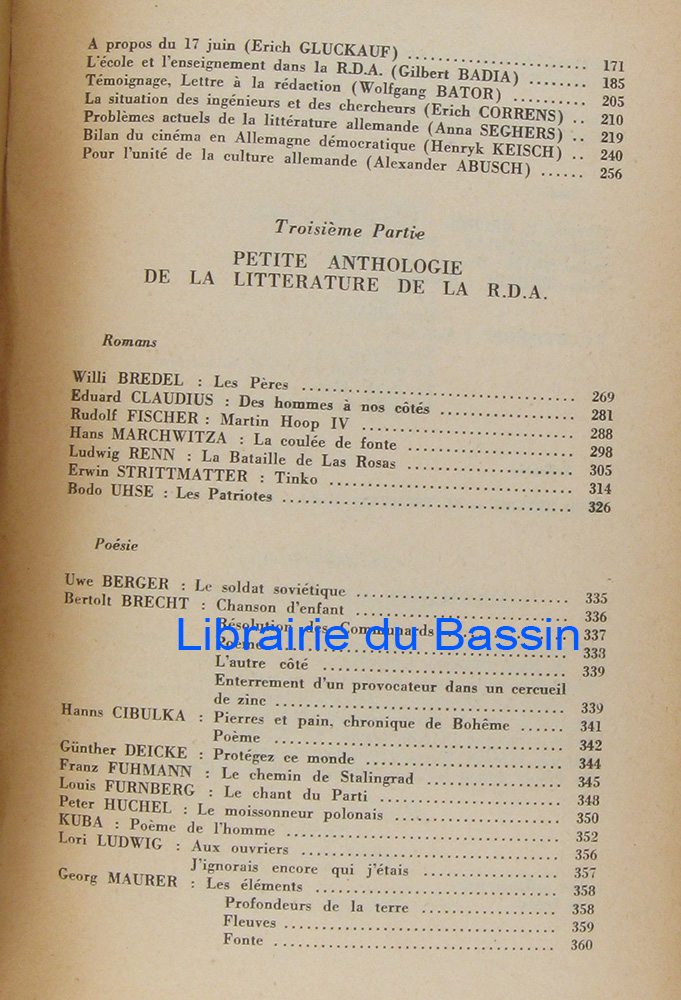 A propos du 17 juin (Erich GLUCKAUF) ........................ 171
L'école et l'enseignement dans la R.D.A. (Gilbert BADIA) ........ 185
Témoignage, Lettre à la rédaction (Wolfgang BATOR) .......... 205
La situation des ingénieurs et des chercheurs (Erich CORRENS) .. 210
Problèmes actuels de la littérature allemande (Anna SEGHERS) .. 219
Bilan du cinéma en Allemagne démocratique (Henryk KEISCH) .. 240
Pour l'unité de la culture allemande (Alexander ABUSCH) ...... 256
Troisième Partie
PETITE ANTHOLOGIE
DE LA LITTERATURE DE LA R.D.A.
Romans
Willi BREDEL : Les Pères .................................... 269
Eduard CLAUDIUS : Des hommes à nos côtés .................. 281
Rudolf FISCHER : Martin Hoop IV ............................ 288
Hans MARCHWITZA : La coulée de fonte ...................... 298
Ludwig RENN : La Bataille de Las Rosas ...................... 305
Erwin STRITTMATTER : Tinko ................................ 314
Bodo UHSE : Les Patriotes .................................... 326
Poésie
Uwe BERGER : Le soldat soviétique ............................ 335
Bertolt BRECHT : Chanson d'enfant ............................ 336
Résolution des Communards .................. 337
Poème ...................................... 338
L'autre côté ................................ 339
Enterrement d'un provocateur dans un cercueil
de zinc .................................... 339
Hanns CIBULKA : Pierres et pain, chronique de Bohême ...... 341
Poème .................................... 342
Günther DEICKE : Protégez ce monde .......................... 344
Franz FUHMANN : Le chemin de Stalingrad .................... 345
Louis FURNBERG : Le chant du Parti .......................... 348
Peter HUCHEL : Le moissonneur polonais ...................... 350
KUBA : Poème de l'homme .................................... 352
Lori LUDWIG : Aux ouvriers .................................. 356
J'ignorais encore qui j'étais .................. 357
Georg MAURER : Les éléments ................................ 358
Profondeurs de la terre .................. 358
Fleuves .................................... 359
Fonte .................................... 360
Librairie du Bassin